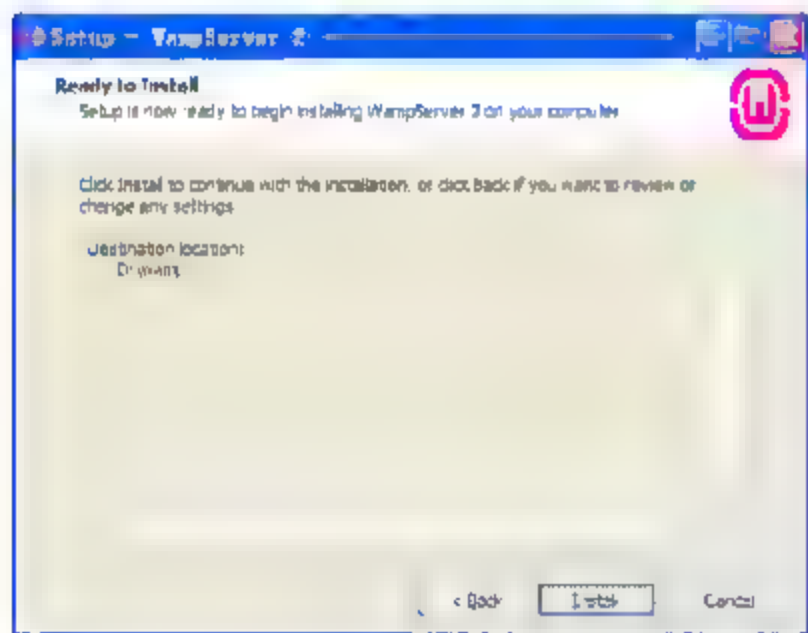 Setup - WampServer 2
Ready to Install
Setup is now ready to begin installing WampServer 2 on your computer.
W
Click Install to continue with the installation, or click Back if you want to review or
change any settings.
Destination location:
< Back
Install
Cancel